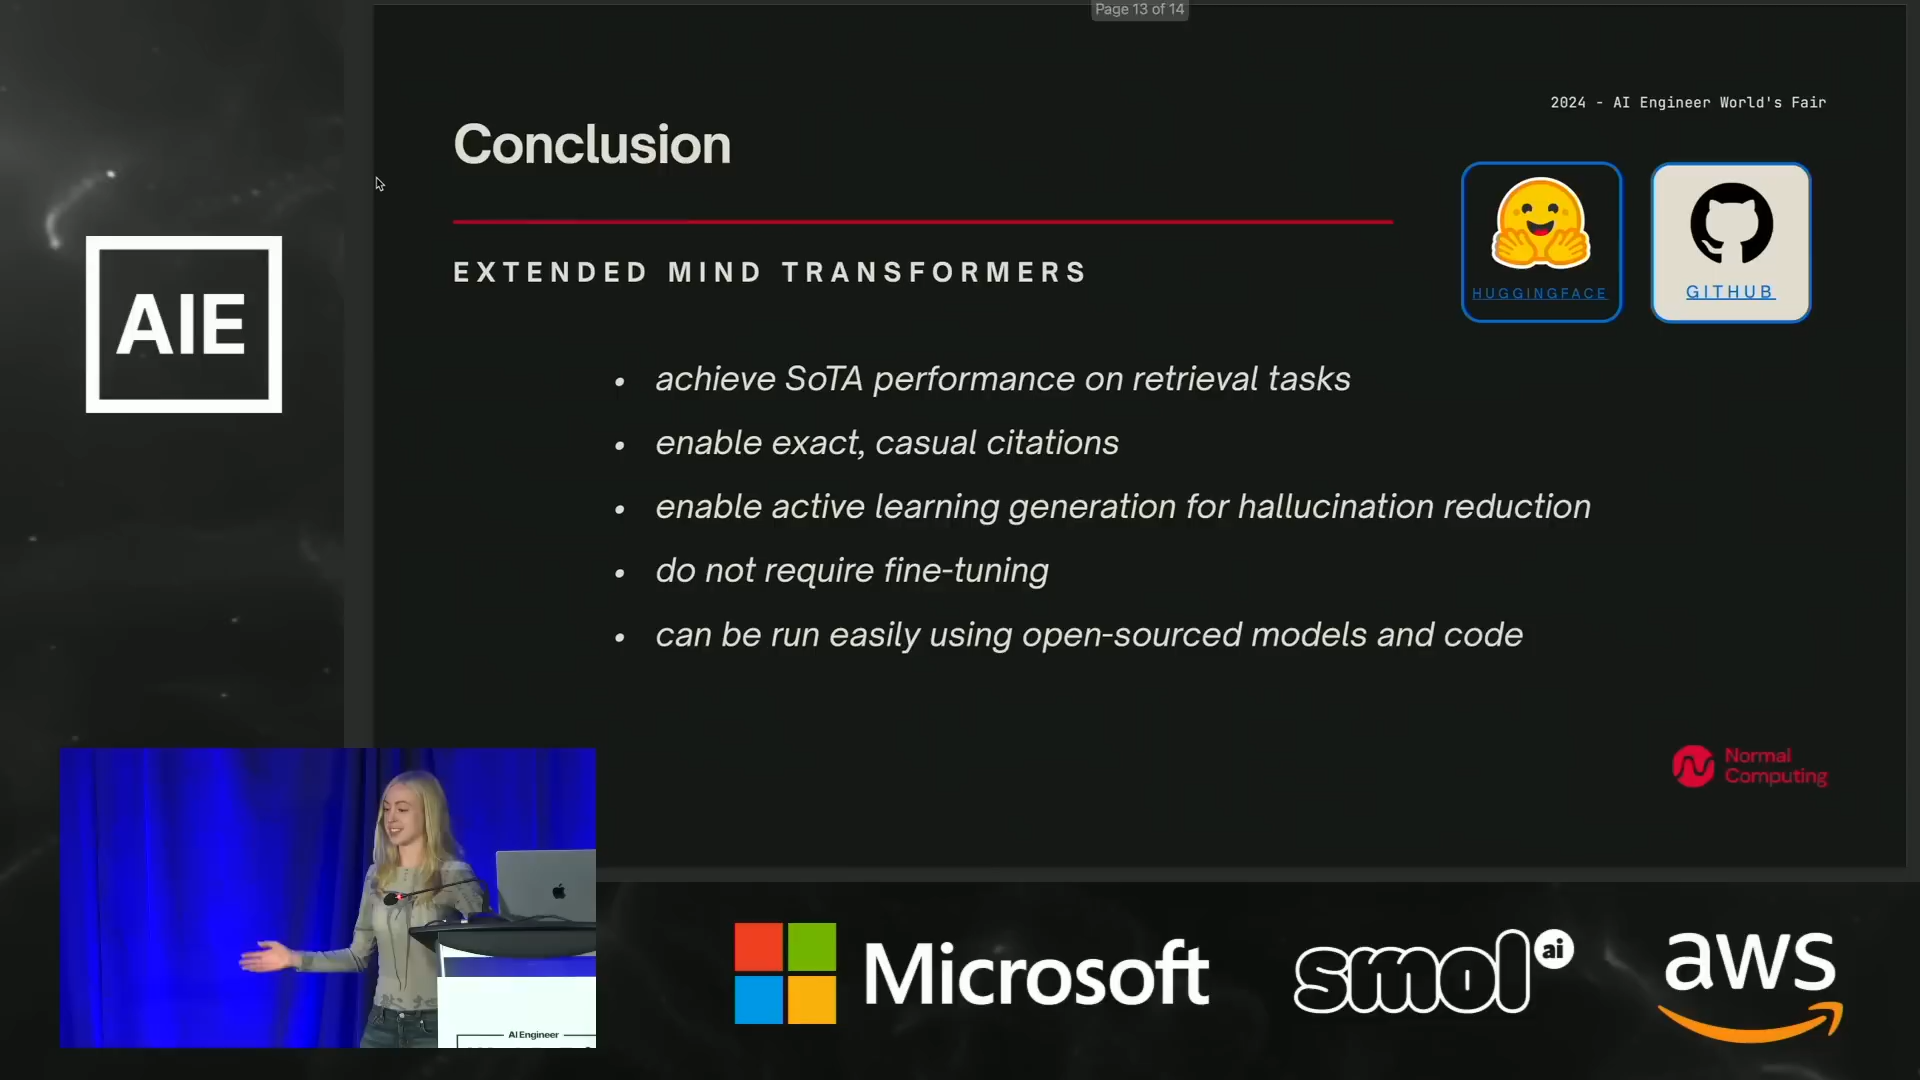 Page 13 of 14
2024 - AI Engineer World's Fair
Conclusion
EXTENDED MIND TRANSFORMERS
HUGGINGFACE
GITHUB
• achieve SoTA performance on retrieval tasks
• enable exact, casual citations
• enable active learning generation for hallucination reduction
• do not require fine-tuning
• can be run easily using open-sourced models and code
Normal
Computing
AIE
AI Engineer
Microsoft
smol ai
aws